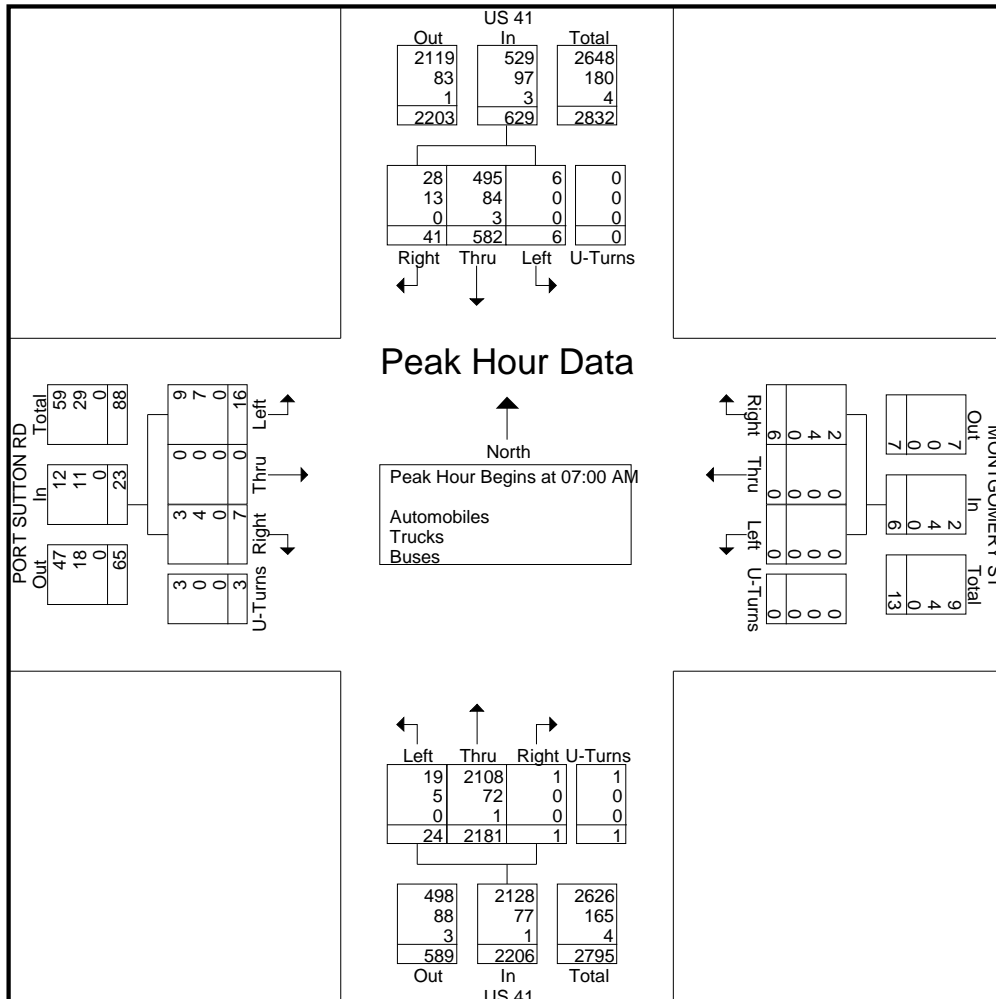 US 41
Out In Total
2119 529 2648
83 97 180
1 3 4
2203 629 2832
28 495 6 0
13 84 0 0
0 3 0 0
41 582 6 0
Right Thru Left U-Turns
Peak Hour Data
North
Peak Hour Begins at 07:00 AM
Automobiles
Trucks
Buses
PORT SUTTON RD
Out In Total
47 12 59
18 11 29
0 0 0
65 23 88
3 3 0 9
0 4 0 7
0 0 0 0
3 7 0 16
U-Turns Right Thru Left
MONTGOMERY ST
Out In Total
7 2 9
0 4 4
0 0 0
7 6 13
2 0 0 0
4 0 0 0
0 0 0 0
6 0 0 0
Right Thru Left U-Turns
Left Thru Right U-Turns
19 2108 1 1
5 72 0 0
0 1 0 0
24 2181 1 1
498 2128 2626
88 77 165
3 1 4
589 2206 2795
Out In Total
US 41